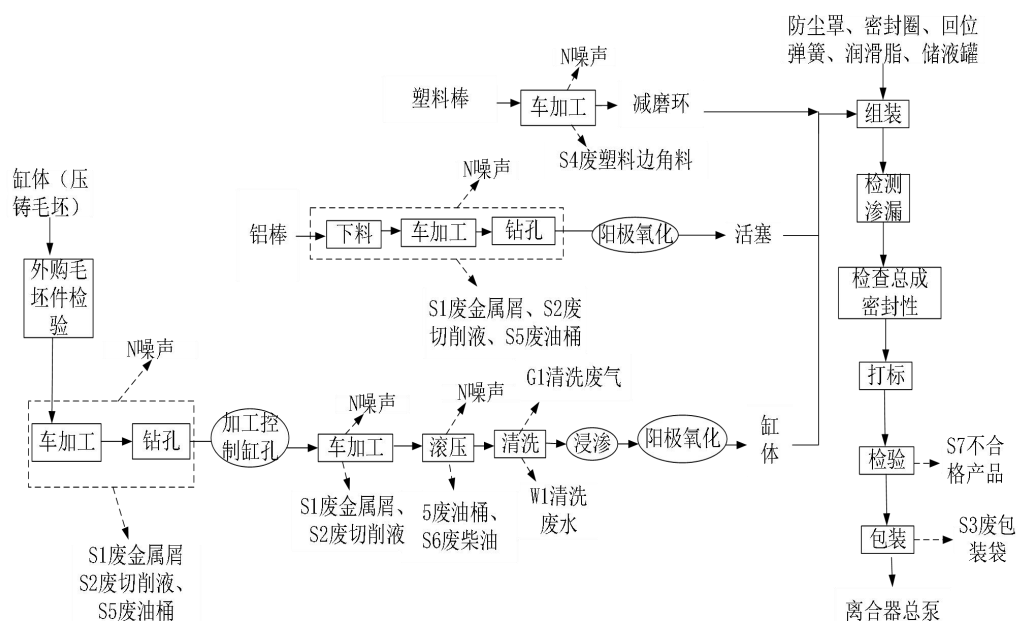 防尘罩、密封圈、回位
弹簧、润滑脂、储液罐
N噪声
塑料棒
车加工
减磨环
组装
S4废塑料边角料
缸体（压
铸毛坯）
N噪声
检测
渗漏
铝棒
下料
车加工
钻孔
阳极氧化
活塞
外购毛
坯件检
验
检查总成
密封性
S1废金属屑、S2废
切削液、S5废油桶
N噪声
打标
G1清洗废气
N噪声
N噪声
车加工
钻孔
加工控
制缸孔
车加工
滚压
清洗
浸渗
阳极氧化
缸
体
检验
S7不合
格产品
S1废金属屑、
S2废切削液
5废油桶、
S6废柴油
W1清洗
废水
包装
S3废包
装袋
S1废金属屑
S2废切削液、
S5废油桶
离合器总泵